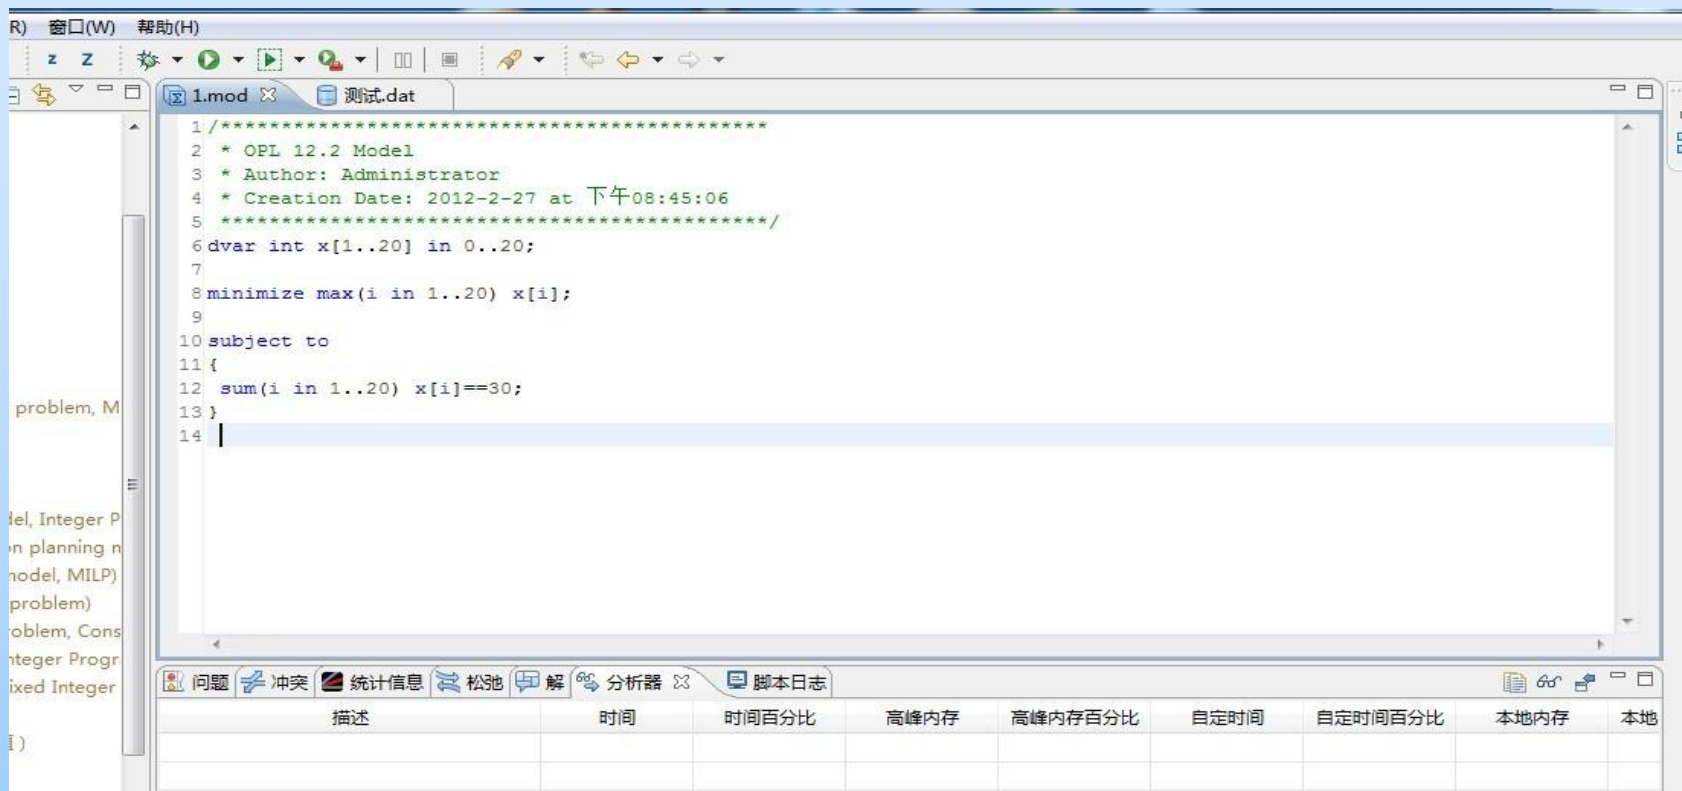 R) 窗口(W) 帮助(H)
z Z
1.mod 测试.dat
1 /*********************************************
2 * OPL 12.2 Model
3 * Author: Administrator
4 * Creation Date: 2012-2-27 at 下午08:45:06
5 *********************************************/
6 dvar int x[1..20] in 0..20;
7
8 minimize max(i in 1..20) x[i];
9
10 subject to
11 {
12 sum(i in 1..20) x[i]==30;
13 }
14
problem, M
del, Integer P
on planning n
model, MILP)
problem)
roblem, Cons
nteger Progr
ixed Integer
)
问题 冲突 统计信息 松弛 解 分析器 脚本日志
描述 时间 时间百分比 高峰内存 高峰内存百分比 自定时间 自定时间百分比 本地内存 本地